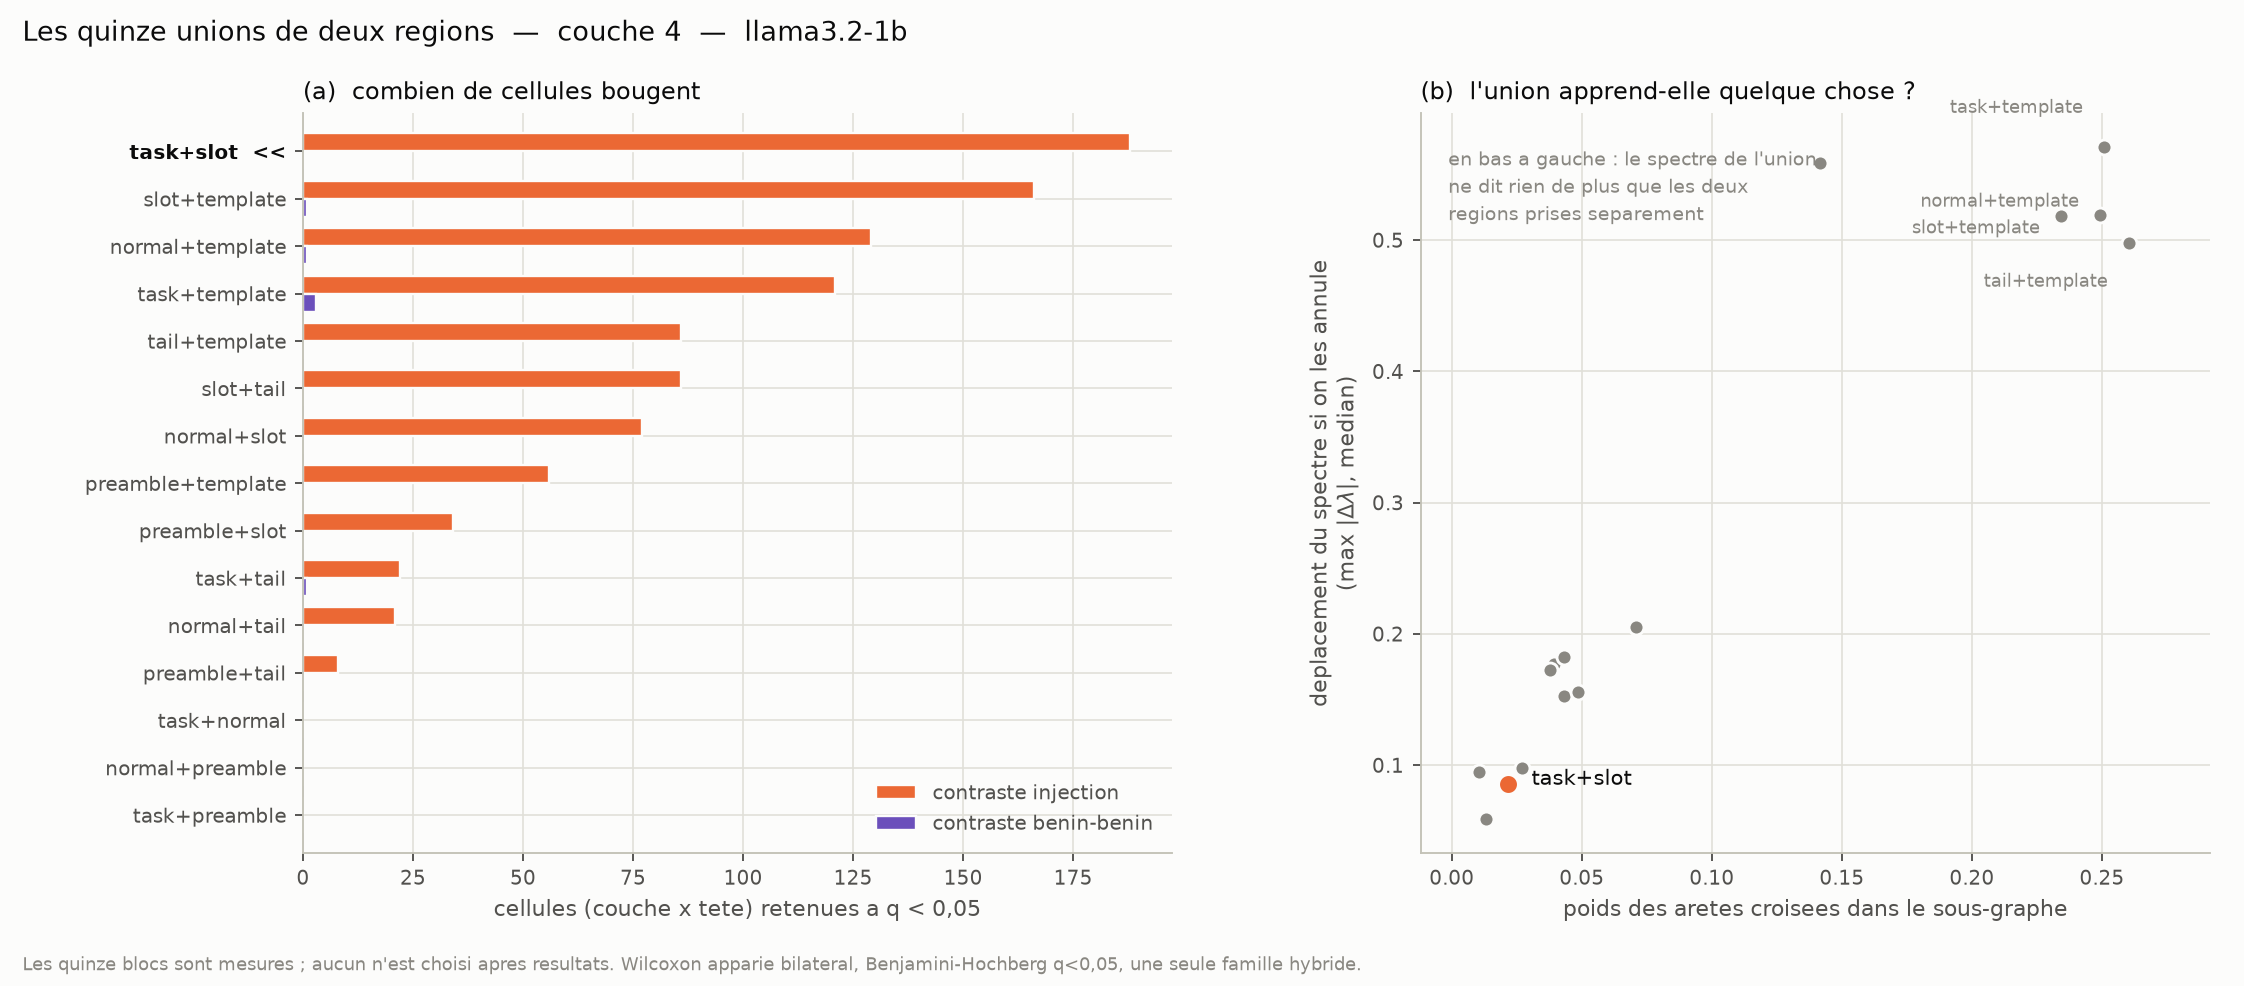 Les quinze unions de deux regions — couche 4 — llama3.2-1b
(a) combien de cellules bougent
task+slot <<
slot+template
normal+template
task+template
tail+template
slot+tail
normal+slot
preamble+template
preamble+slot
task+tail
normal+tail
preamble+tail
task+normal
normal+preamble
task+preamble
contraste injection
contraste benin-benin
0 25 50 75 100 125 150 175
cellules (couche x tete) retenues a q < 0,05
(b) l'union apprend-elle quelque chose ?
task+template
en bas a gauche : le spectre de l'union
ne dit rien de plus que les deux
regions prises separement
normal+template
slot+template
tail+template
task+slot
0.5
0.4
0.3
0.2
0.1
deplacement du spectre si on les annule
(max |Δλ|, median)
0.00 0.05 0.10 0.15 0.20 0.25
poids des aretes croisees dans le sous-graphe
Les quinze blocs sont mesures ; aucun n'est choisi apres resultats. Wilcoxon apparie bilateral, Benjamini-Hochberg q<0,05, une seule famille hybride.